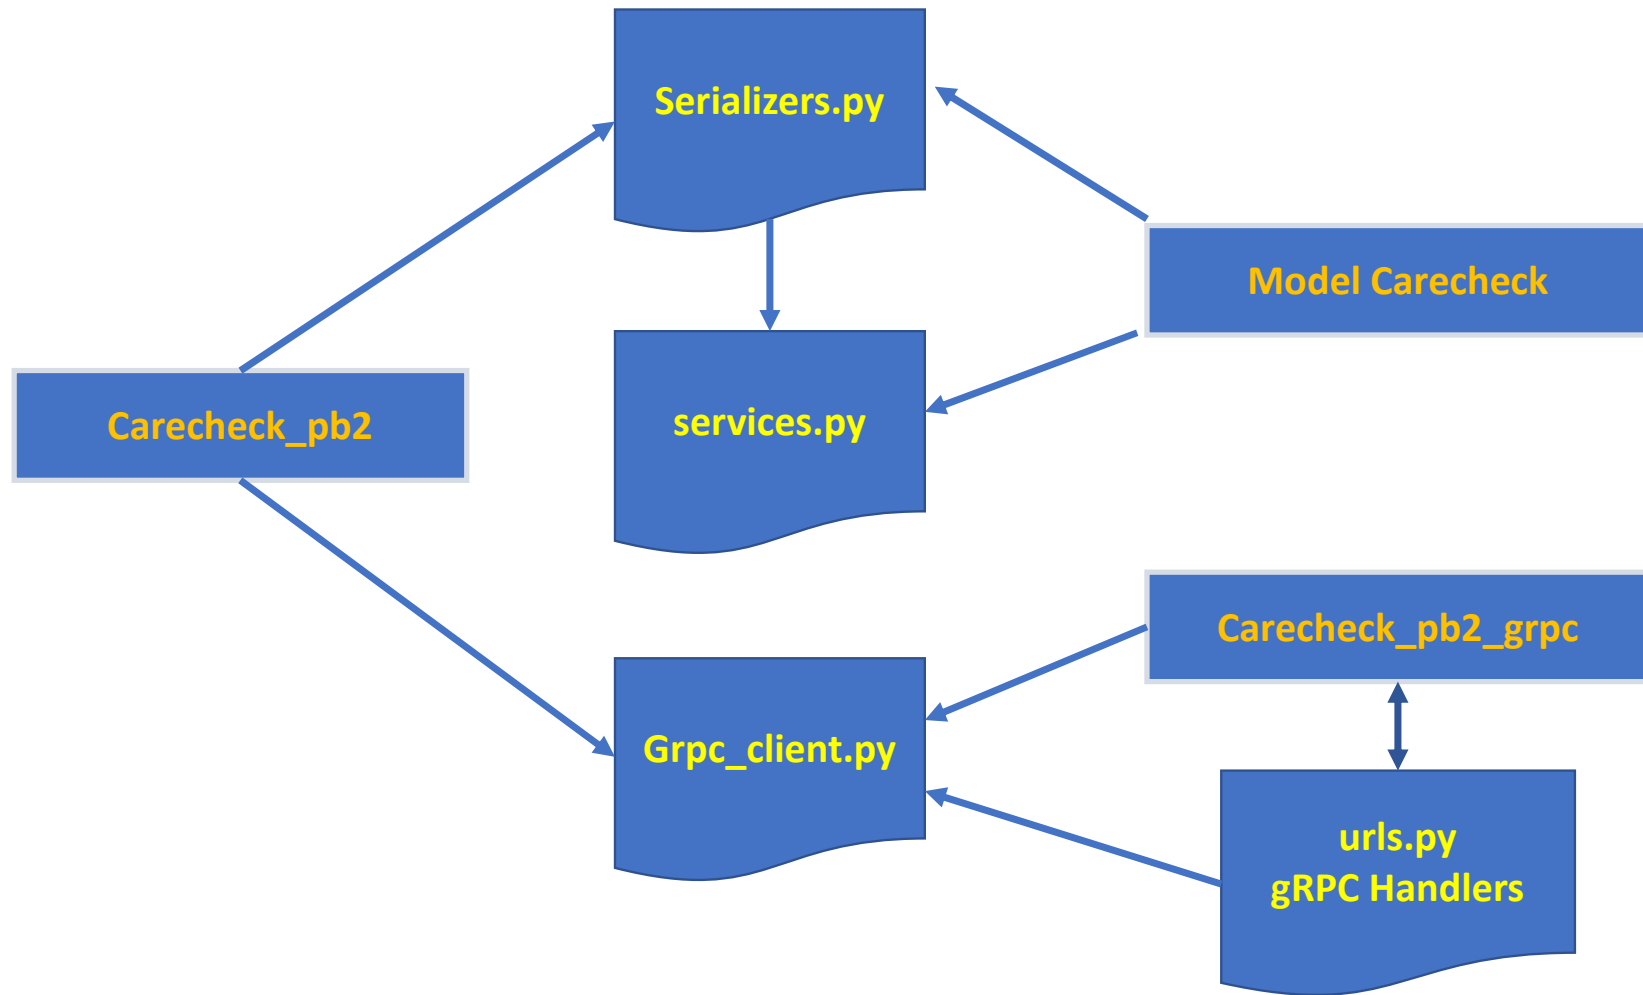 Serializers.py
Model Carecheck
Carecheck_pb2
services.py
Carecheck_pb2_grpc
Grpc_client.py
urls.py
gRPC Handlers